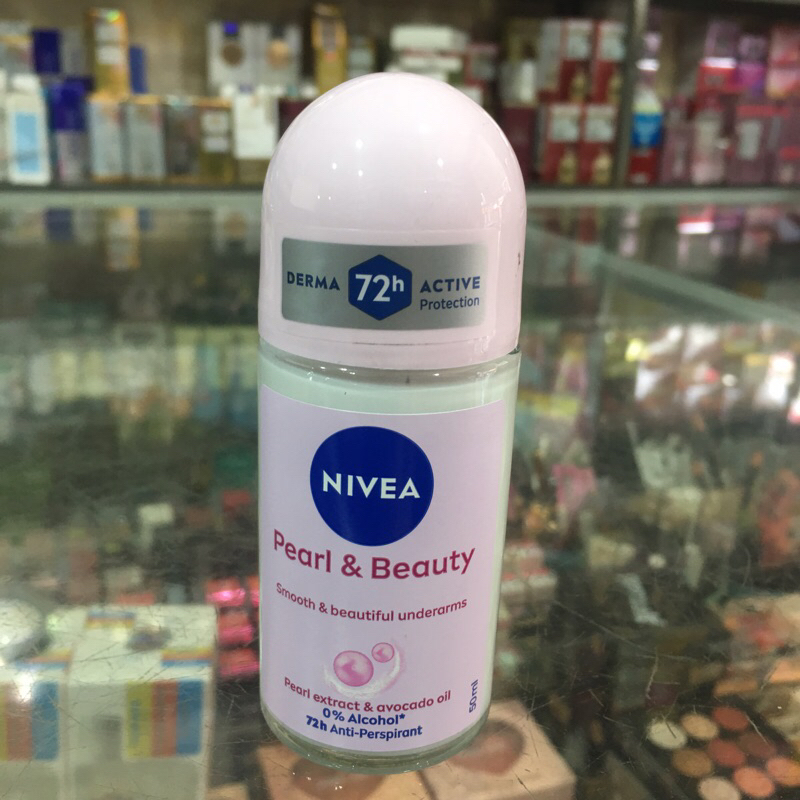 DERMA 72h ACTIVE
Protection
NIVEA
Pearl & Beauty
Smooth & beautiful underarms
Pearl extract & avocado oil
0% Alcohol*
72h Anti-Perspirant
50ml